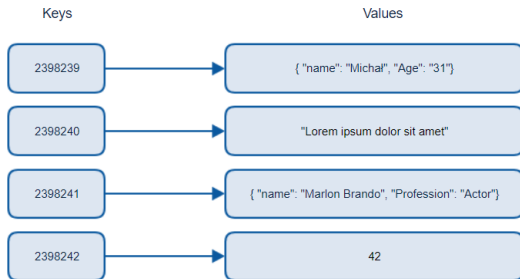 Keys Values
2398239 { "name": "Michał", "Age": "31"}
2398240 "Lorem ipsum dolor sit amet"
2398241 { "name": "Marlon Brando", "Profession": "Actor"}
2398242 42